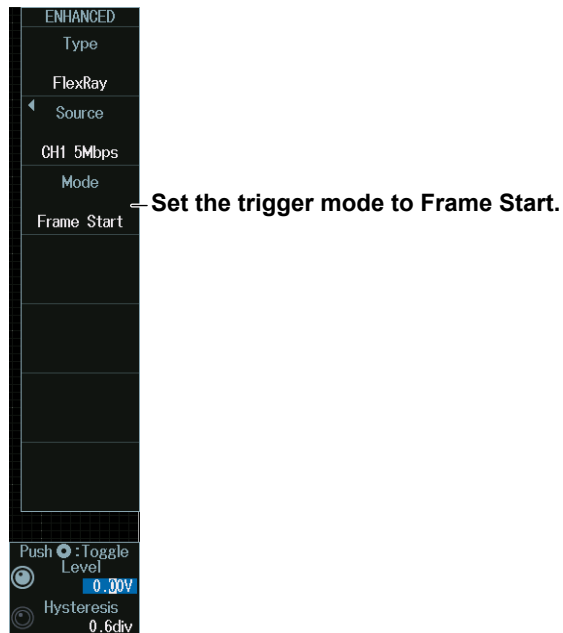 ENHANCED
Type
FlexRay
Source
CH1 5Mbps
Mode
Frame Start
Set the trigger mode to Frame Start.
Push :Toggle
Level
0.00V
Hysteresis
0.6div